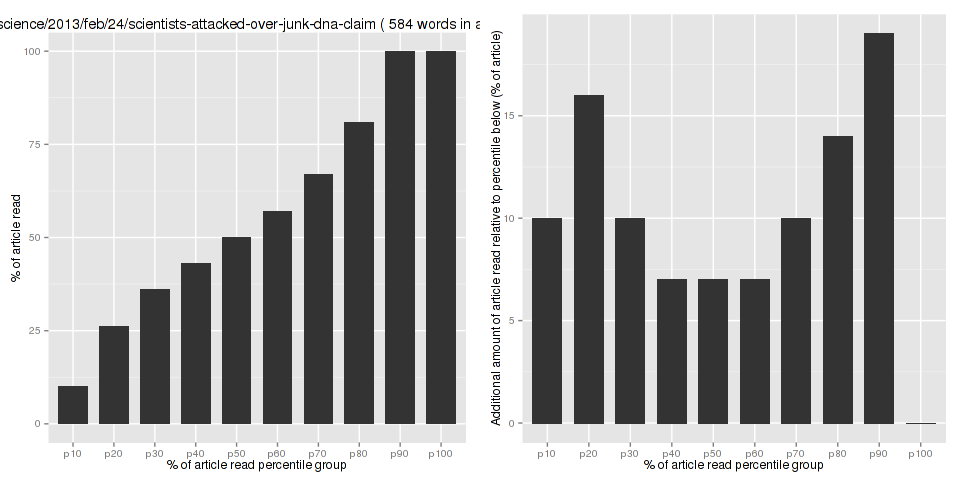 science/2013/feb/24/scientists-attacked-over-junk-dna-claim ( 584 words in a
100
75
50
25
0
% of article read
p10 p20 p30 p40 p50 p60 p70 p80 p90 p100
% of article read percentile group
15
10
5
0
Additional amount of article read relative to percentile below (% of article)
p10 p20 p30 p40 p50 p60 p70 p80 p90 p100
% of article read percentile group